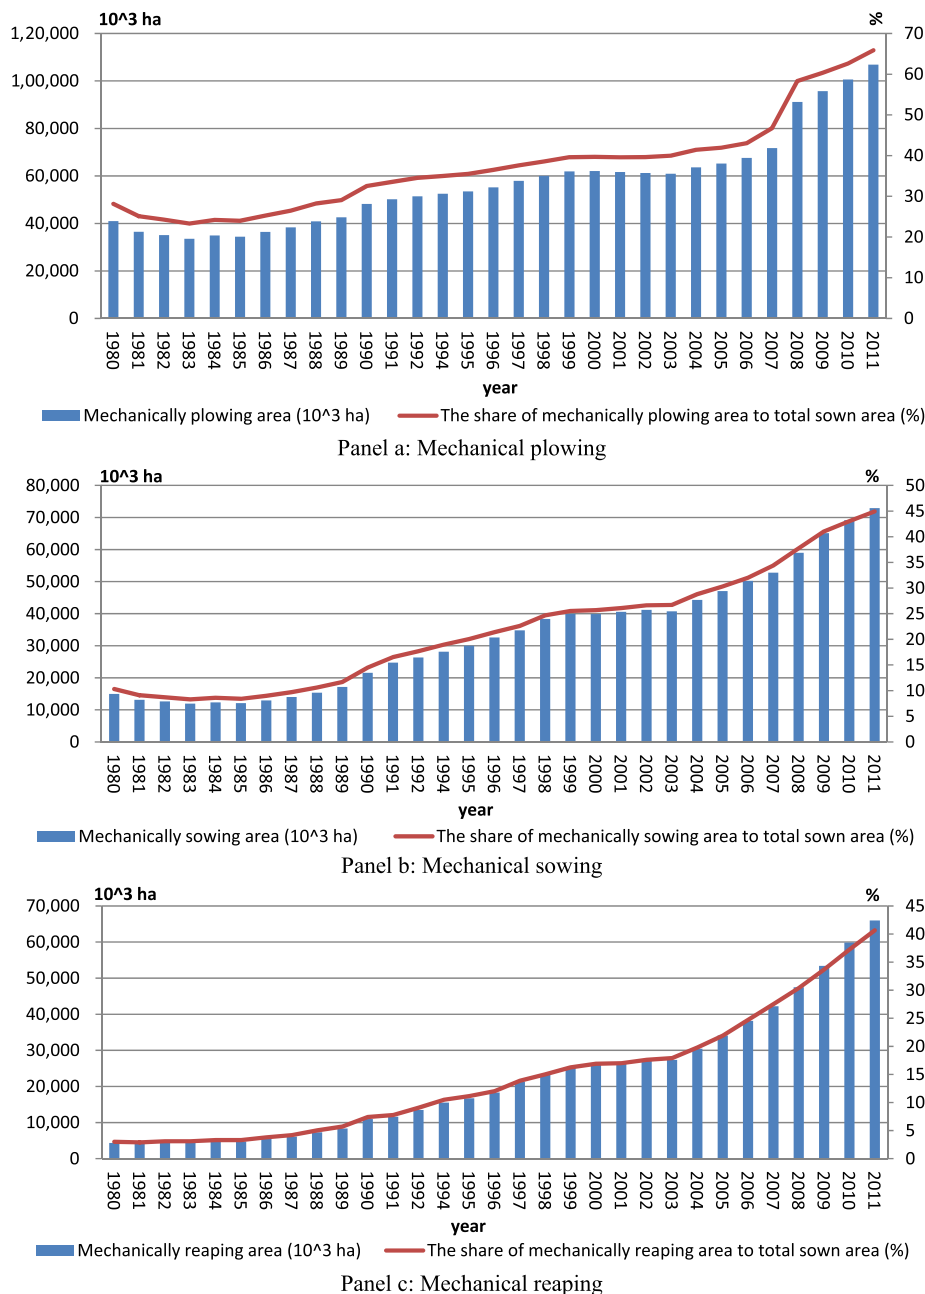 10^3 ha %
1,20,000 70
1,00,000 60
80,000 50
60,000 40
40,000 30
20,000 20
0 10
0
1980 1981 1982 1983 1984 1985 1986 1987 1988 1989 1990 1991 1992 1993 1994 1995 1996 1997 1998 1999 2000 2001 2002 2003 2004 2005 2006 2007 2008 2009 2010 2011
year
Mechanically plowing area (10^3 ha) The share of mechanically plowing area to total sown area (%)
Panel a: Mechanical plowing
10^3 ha %
80,000 50
70,000 45
60,000 40
50,000 35
40,000 30
30,000 25
20,000 20
10,000 15
0 10
5
0
1980 1981 1982 1983 1984 1985 1986 1987 1988 1989 1990 1991 1992 1993 1994 1995 1996 1997 1998 1999 2000 2001 2002 2003 2004 2005 2006 2007 2008 2009 2010 2011
year
Mechanically sowing area (10^3 ha) The share of mechanically sowing area to total sown area (%)
Panel b: Mechanical sowing
10^3 ha %
70,000 45
60,000 40
50,000 35
40,000 30
30,000 25
20,000 20
10,000 15
0 10
5
0
1980 1981 1982 1983 1984 1985 1986 1987 1988 1989 1990 1991 1992 1993 1994 1995 1996 1997 1998 1999 2000 2001 2002 2003 2004 2005 2006 2007 2008 2009 2010 2011
year
Mechanically reaping area (10^3 ha) The share of mechanically reaping area to total sown area (%)
Panel c: Mechanical reaping